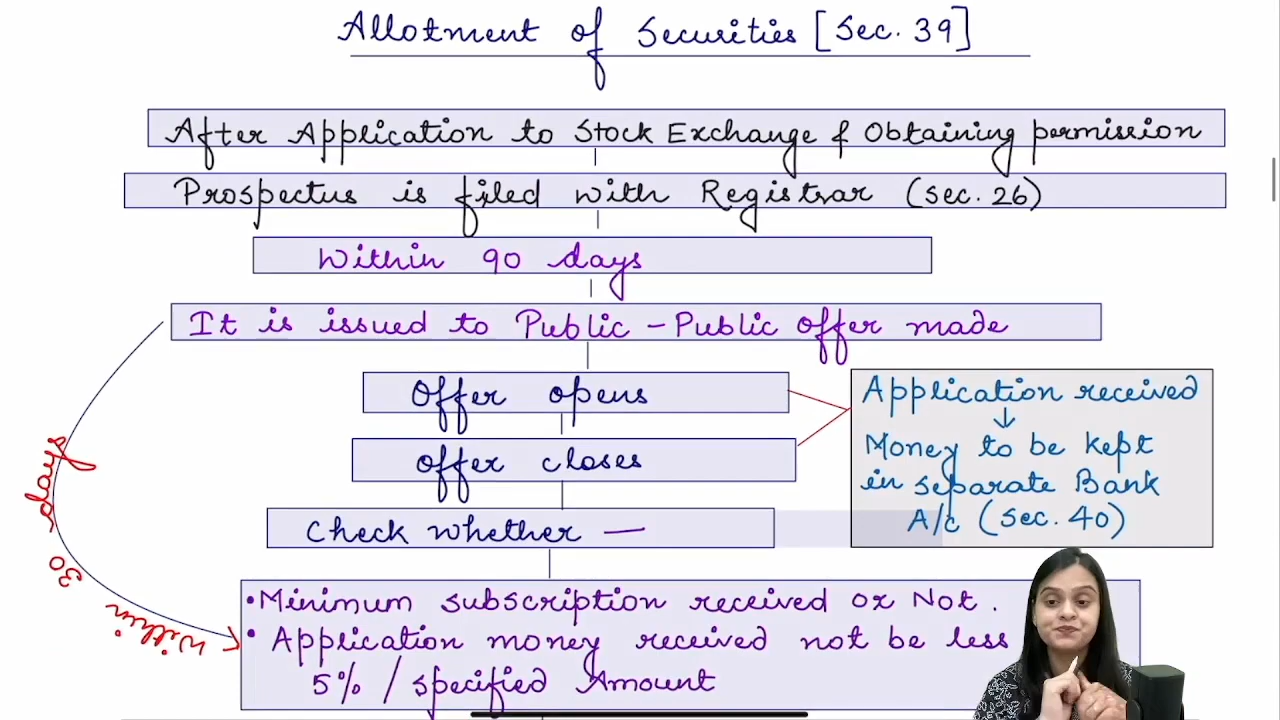 Allotment of Securities [Sec. 39]
After Application to Stock Exchange & Obtaining permission
Prospectus is filed with Registrar (Sec. 26)
Within 90 days
It is issued to Public - Public offer made
Offer opens
Offer closes
Check whether —
Application received
↓
Money to be kept
in separate Bank
A/c (Sec. 40)
within 30 days
• Minimum subscription received or Not.
• Application money received not be less
5% / specified Amount